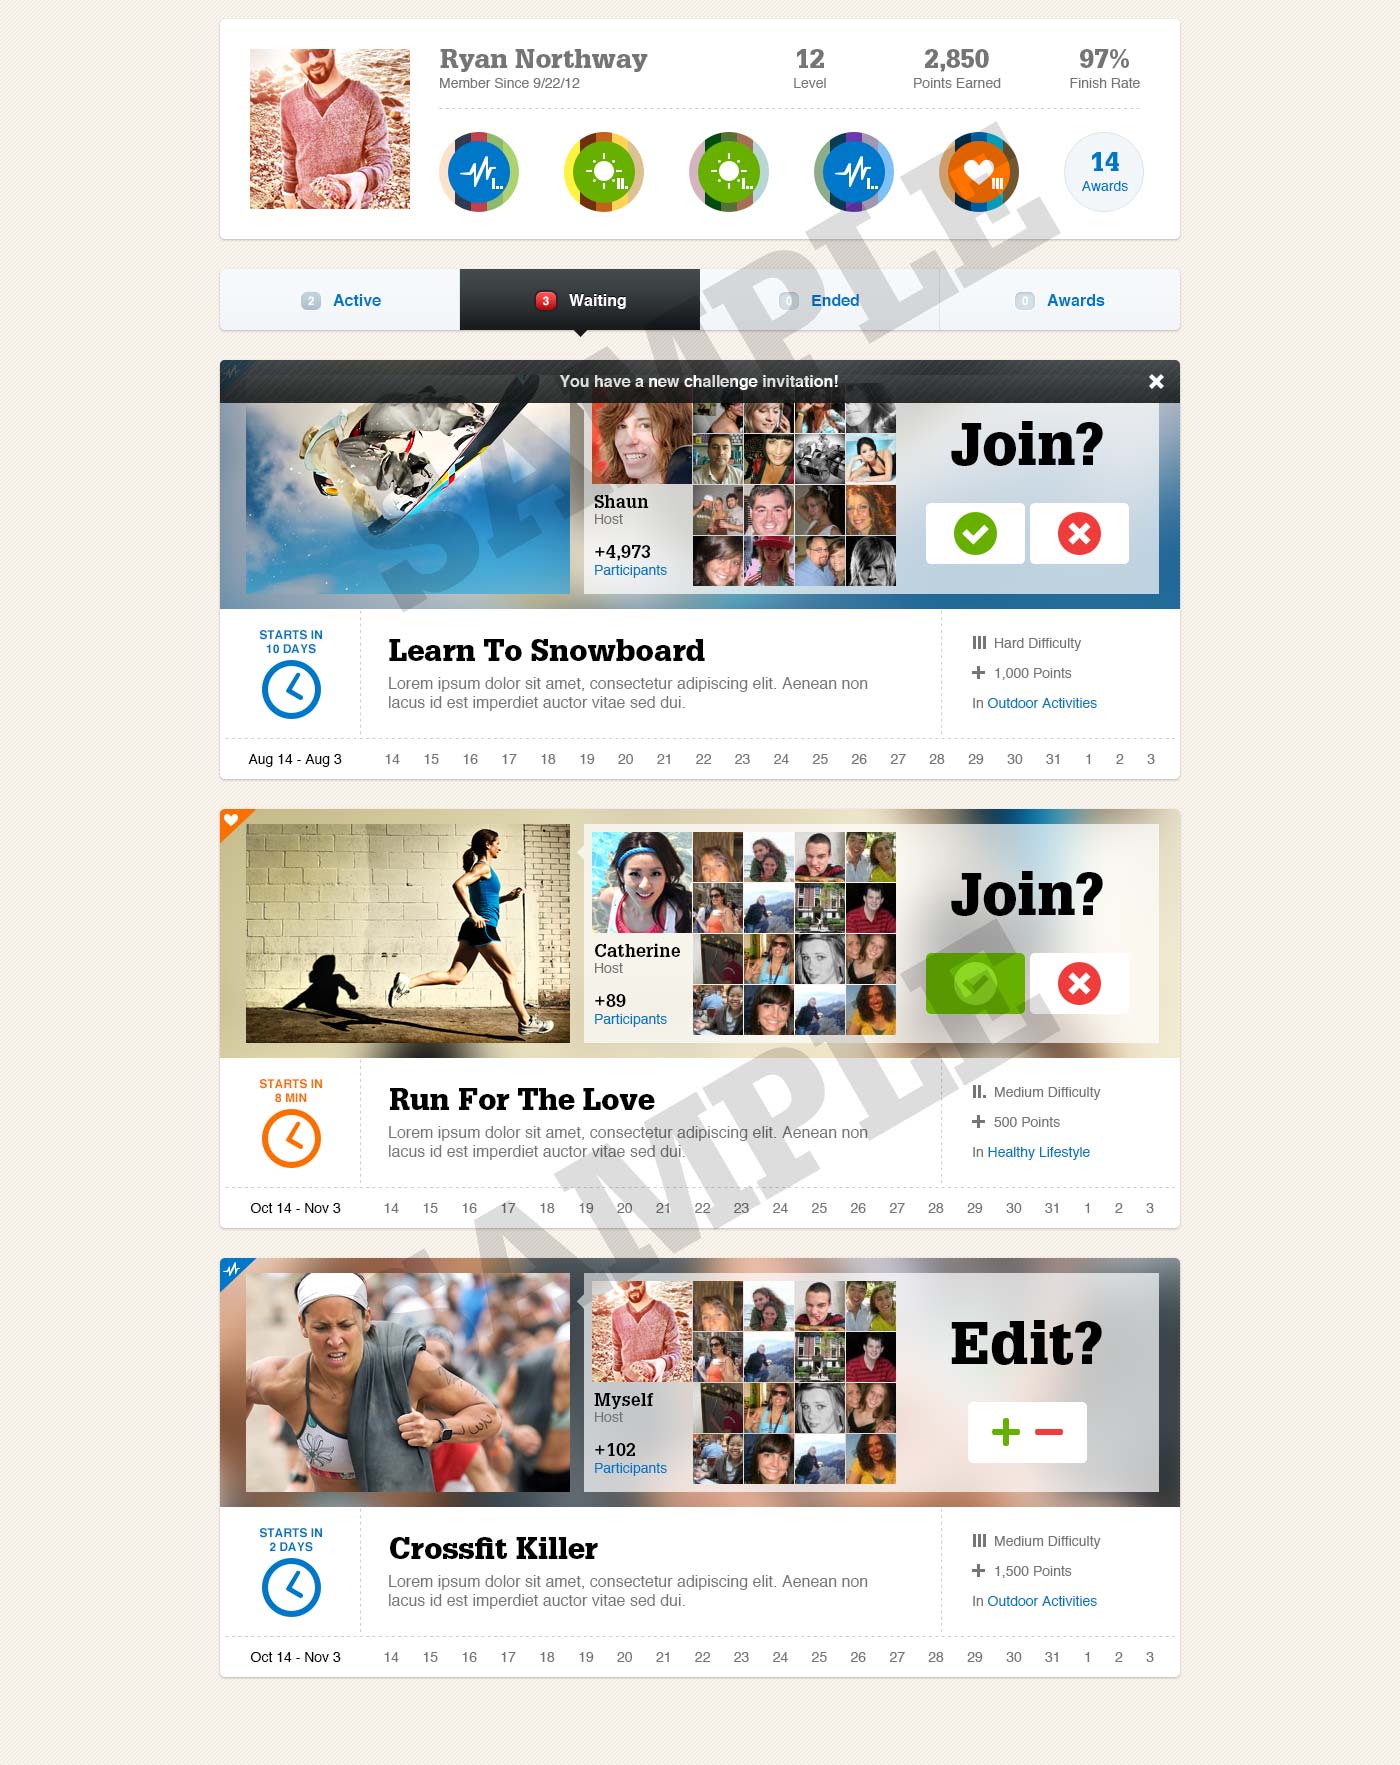 Ryan Northway
Member Since 9/22/12
12
Level
2,850
Points Earned
97%
Finish Rate
14
Awards
2 Active
3 Waiting
0 Ended
0 Awards
You have a new challenge invitation!
Shaun
Host
+4,973
Participants
Join?
STARTS IN
10 DAYS
Learn To Snowboard
Lorem ipsum dolor sit amet, consectetur adipiscing elit. Aenean non
lacus id est imperdiet auctor vitae sed dui.
Hard Difficulty
1,000 Points
In Outdoor Activities
Aug 14 - Aug 3 14 15 16 17 18 19 20 21 22 23 24 25 26 27 28 29 30 31 1 2 3
Catherine
Host
+89
Participants
Join?
STARTS IN
8 MIN
Run For The Love
Lorem ipsum dolor sit amet, consectetur adipiscing elit. Aenean non
lacus id est imperdiet auctor vitae sed dui.
Medium Difficulty
500 Points
In Healthy Lifestyle
Oct 14 - Nov 3 14 15 16 17 18 19 20 21 22 23 24 25 26 27 28 29 30 31 1 2 3
Myself
Host
+102
Participants
Edit?
STARTS IN
2 DAYS
Crossfit Killer
Lorem ipsum dolor sit amet, consectetur adipiscing elit. Aenean non
lacus id est imperdiet auctor vitae sed dui.
Medium Difficulty
1,500 Points
In Outdoor Activities
Oct 14 - Nov 3 14 15 16 17 18 19 20 21 22 23 24 25 26 27 28 29 30 31 1 2 3
SAMPLE
SAMPLE